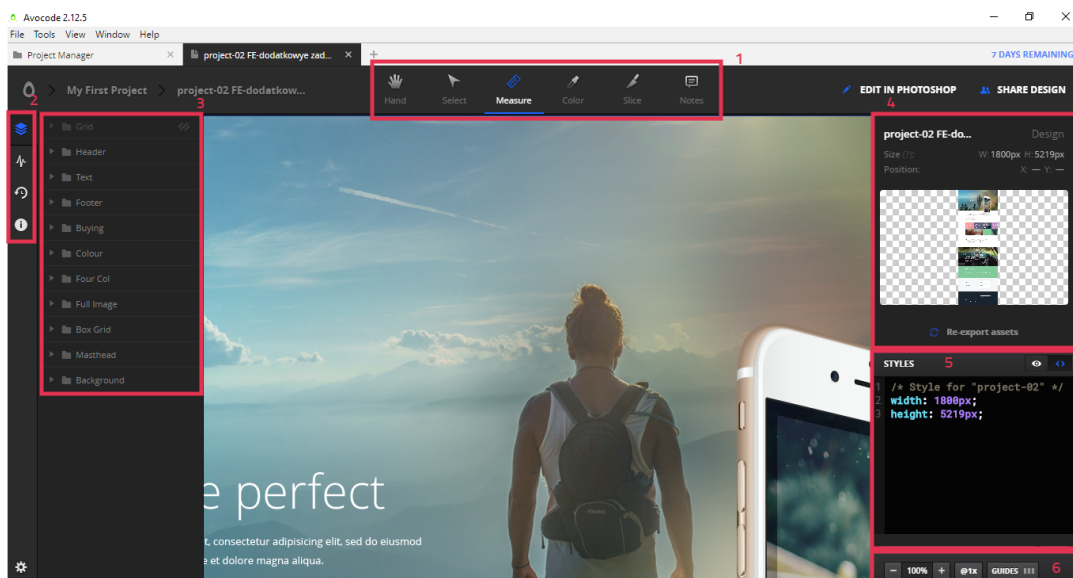 Avocode 2.12.5
File Tools View Window Help
Project Manager
project-02 FE-dodatkowye zad...
7 DAYS REMAINING
1
My First Project
project-02 FE-dodatkow...
Hand
Select
Measure
Color
Slice
Notes
EDIT IN PHOTOSHOP
SHARE DESIGN
2
3
4
Grid
Header
Text
Footer
Buying
Colour
Four Col
Full Image
Box Grid
Masthead
Background
e perfect
t, consectetur adipisicing elit, sed do eiusmod
e et dolore magna aliqua.
project-02 FE-do...
Design
Size (?): W: 1800px H: 5219px
Position: X: — Y: —
Re-export assets
STYLES
5
1 /* Style for "project-02" */
2 width: 1800px;
3 height: 5219px;
− 100% + @1x GUIDES
6